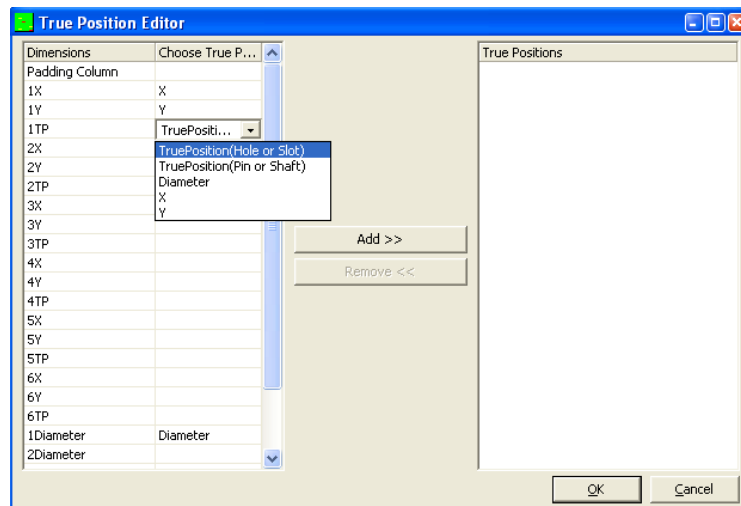 True Position Editor
Dimensions Choose True P...
Padding Column
1X X
1Y Y
1TP TruePositi...
2X
2Y
2TP
3X
3Y
3TP
4X
4Y
4TP
5X
5Y
5TP
6X
6Y
6TP
1Diameter Diameter
2Diameter
TruePosition(Hole or Slot)
TruePosition(Pin or Shaft)
Diameter
X
Y
Add >>
Remove <<
True Positions
OK Cancel